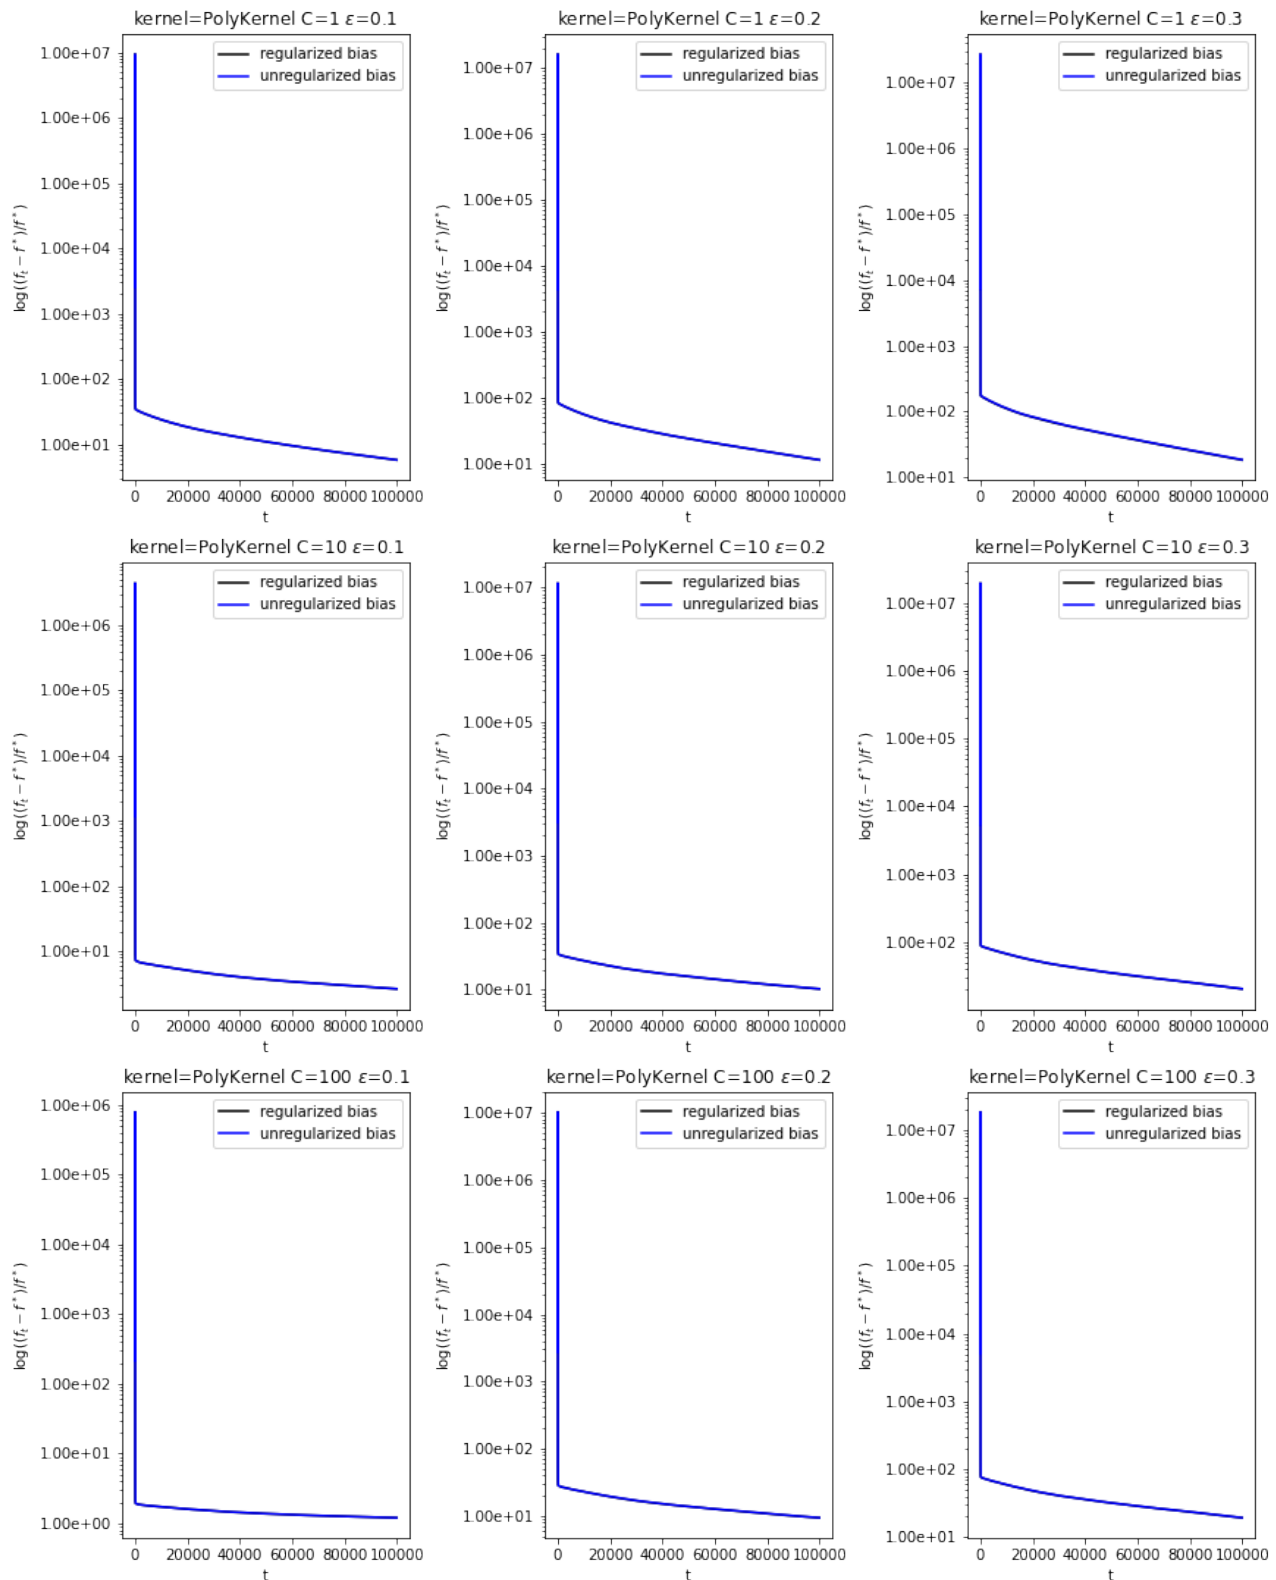 kernel=PolyKernel C=1 ε=0.1
regularized bias
unregularized bias
1.00e+07
1.00e+06
1.00e+05
1.00e+04
1.00e+03
1.00e+02
1.00e+01
log((f_t − f*)/f*)
0 20000 40000 60000 80000 100000
t
kernel=PolyKernel C=1 ε=0.2
regularized bias
unregularized bias
1.00e+07
1.00e+06
1.00e+05
1.00e+04
1.00e+03
1.00e+02
1.00e+01
log((f_t − f*)/f*)
0 20000 40000 60000 80000 100000
t
kernel=PolyKernel C=1 ε=0.3
regularized bias
unregularized bias
1.00e+07
1.00e+06
1.00e+05
1.00e+04
1.00e+03
1.00e+02
1.00e+01
log((f_t − f*)/f*)
0 20000 40000 60000 80000 100000
t
kernel=PolyKernel C=10 ε=0.1
regularized bias
unregularized bias
1.00e+06
1.00e+05
1.00e+04
1.00e+03
1.00e+02
1.00e+01
log((f_t − f*)/f*)
0 20000 40000 60000 80000 100000
t
kernel=PolyKernel C=10 ε=0.2
regularized bias
unregularized bias
1.00e+07
1.00e+06
1.00e+05
1.00e+04
1.00e+03
1.00e+02
1.00e+01
log((f_t − f*)/f*)
0 20000 40000 60000 80000 100000
t
kernel=PolyKernel C=10 ε=0.3
regularized bias
unregularized bias
1.00e+07
1.00e+06
1.00e+05
1.00e+04
1.00e+03
1.00e+02
log((f_t − f*)/f*)
0 20000 40000 60000 80000 100000
t
kernel=PolyKernel C=100 ε=0.1
regularized bias
unregularized bias
1.00e+06
1.00e+05
1.00e+04
1.00e+03
1.00e+02
1.00e+01
1.00e+00
log((f_t − f*)/f*)
0 20000 40000 60000 80000 100000
t
kernel=PolyKernel C=100 ε=0.2
regularized bias
unregularized bias
1.00e+07
1.00e+06
1.00e+05
1.00e+04
1.00e+03
1.00e+02
1.00e+01
log((f_t − f*)/f*)
0 20000 40000 60000 80000 100000
t
kernel=PolyKernel C=100 ε=0.3
regularized bias
unregularized bias
1.00e+07
1.00e+06
1.00e+05
1.00e+04
1.00e+03
1.00e+02
1.00e+01
log((f_t − f*)/f*)
0 20000 40000 60000 80000 100000
t